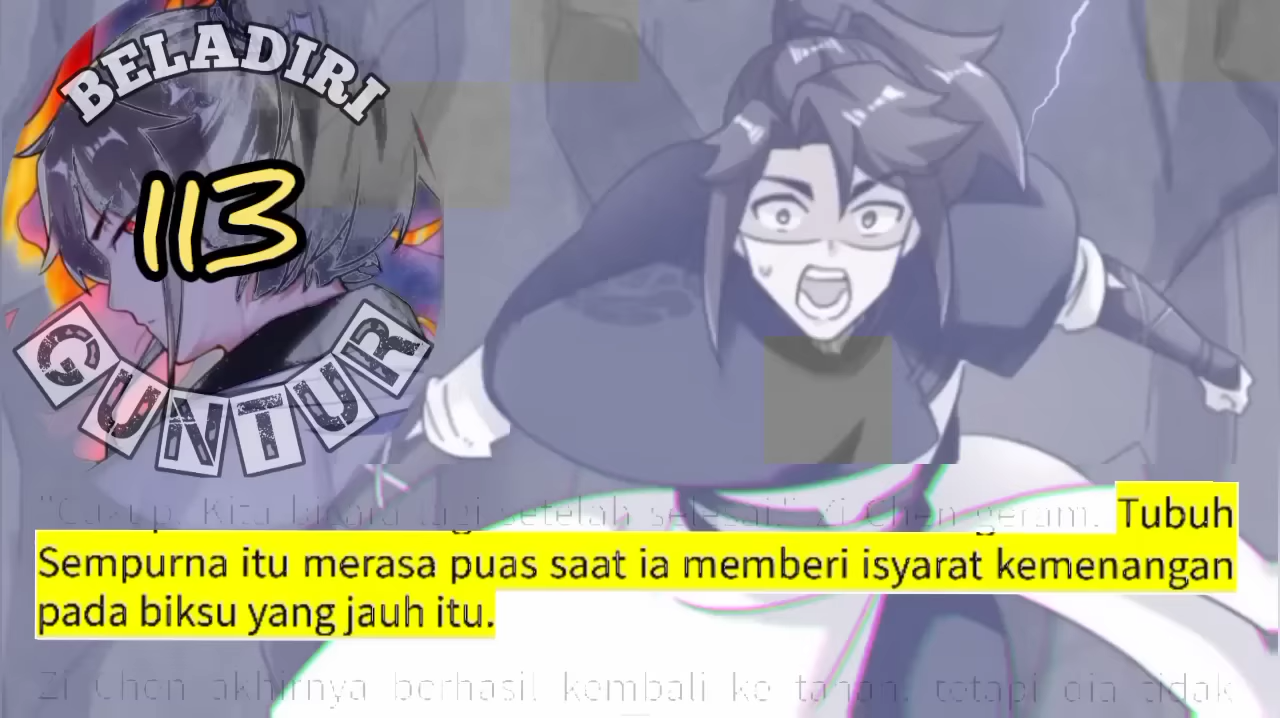 BELADIRI
113
GUNTUR
"Cukup! Kita bicara lagi setelah selesai!" Zi Chen geram. Tubuh
Sempurna itu merasa puas saat ia memberi isyarat kemenangan
pada biksu yang jauh itu.
Zi Chen akhirnya berhasil kembali ke tanah, tetapi dia tidak